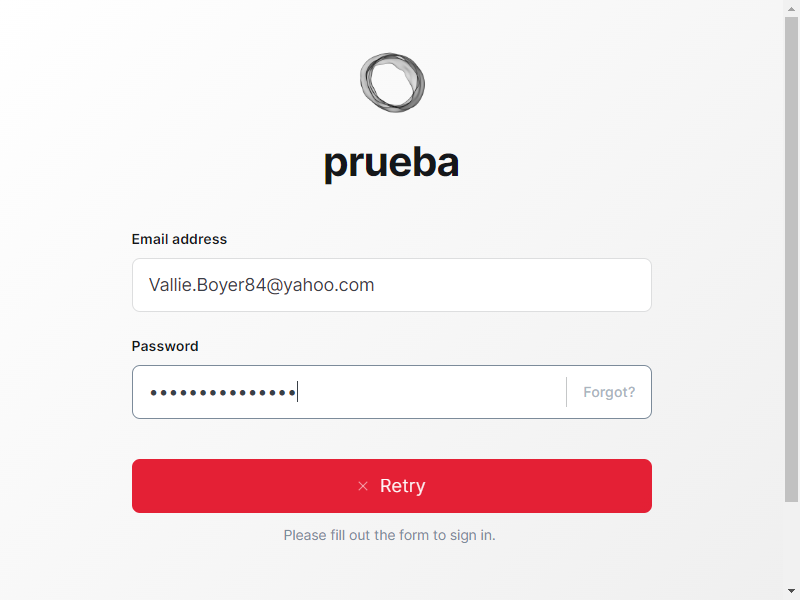 prueba
Email address
Vallie.Boyer84@yahoo.com
Password
•••••••••••••••
Forgot?
Retry
Please fill out the form to sign in.